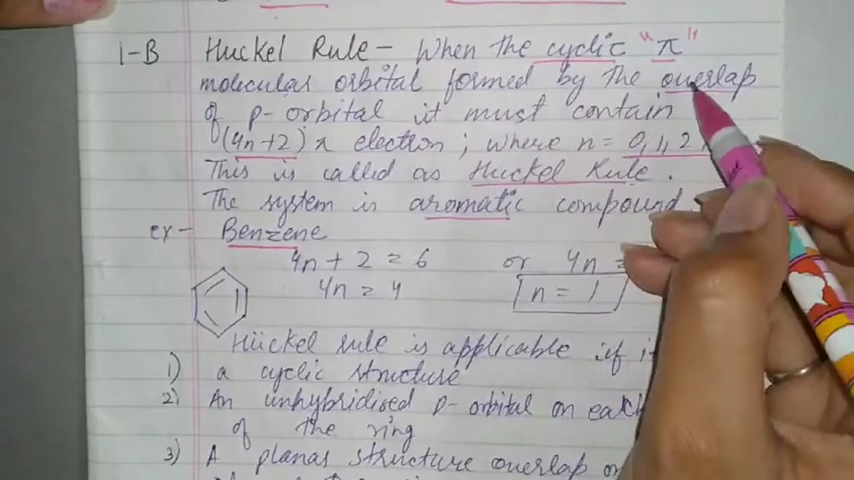 1-B Huckel Rule - When the cyclic "π"
molecular orbital formed by the overlap
of p-orbital it must contain
(4n+2) π electron ; where n = 0, 1, 2,
This is called as Huckel Rule.
The system is aromatic compound
ex - Benzene
4n + 2 = 6 or 4n =
4n = 4 n = 1
Hückel rule is applicable if
1) a cyclic structure
2) An unhybridised p-orbital on each
of the ring
3) A planar structure overlap